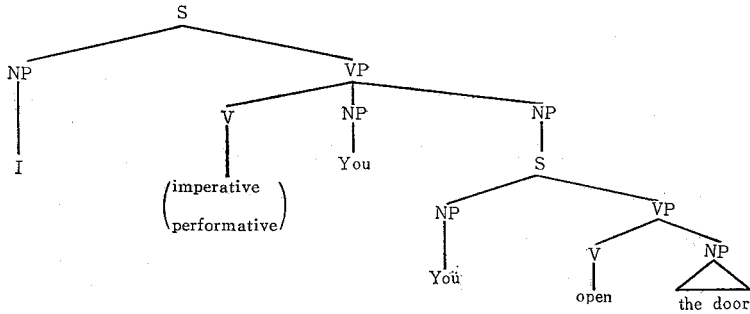 S
NP VP
V NP NP
I You S
(imperative
performative)
NP VP
V NP
You
open the door